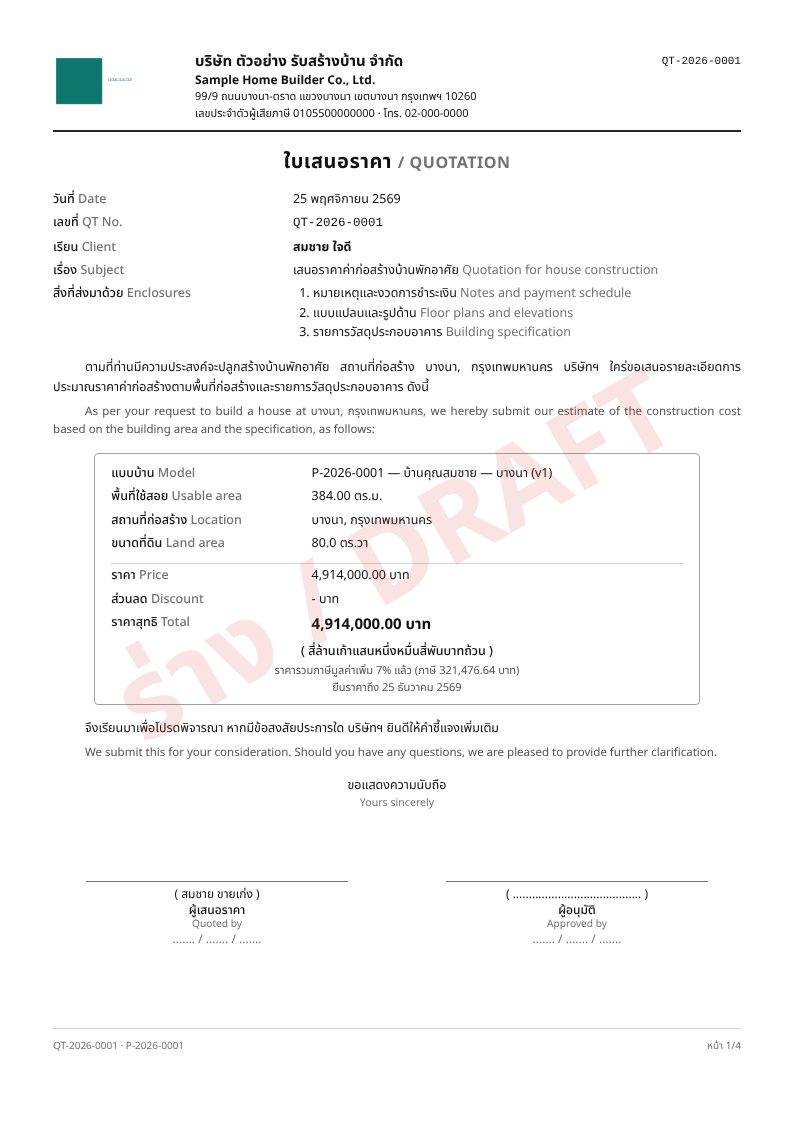 บริษัท ตัวอย่าง รับสร้างบ้าน จำกัด
QT-2026-0001
Sample Home Builder Co., Ltd.
99/9 ถนนบางนา-ตราด แขวงบางนา เขตบางนา กรุงเทพฯ 10260
เลขประจำตัวผู้เสียภาษี 0105500000000 · โทร. 02-000-0000
ใบเสนอราคา / QUOTATION
วันที่ Date 25 พฤศจิกายน 2569
เลขที่ QT No. QT-2026-0001
เรียน Client สมชาย ใจดี
เรื่อง Subject เสนอราคาค่าก่อสร้างบ้านพักอาศัย Quotation for house construction
สิ่งที่ส่งมาด้วย Enclosures 1. หมายเหตุและงวดการชำระเงิน Notes and payment schedule
2. แบบแปลนและรูปด้าน Floor plans and elevations
3. รายการวัสดุประกอบอาคาร Building specification
ตามที่ท่านมีความประสงค์จะปลูกสร้างบ้านพักอาศัย สถานที่ก่อสร้าง บางนา, กรุงเทพมหานคร บริษัทฯ ใคร่ขอเสนอรายละเอียดการ
ประมาณราคาค่าก่อสร้างตามพื้นที่ก่อสร้างและรายการวัสดุประกอบอาคาร ดังนี้
As per your request to build a house at บางนา, กรุงเทพมหานคร, we hereby submit our estimate of the construction cost
based on the building area and the specification, as follows:
แบบบ้าน Model P-2026-0001 — บ้านคุณสมชาย — บางนา (v1)
พื้นที่ใช้สอย Usable area 384.00 ตร.ม.
สถานที่ก่อสร้าง Location บางนา, กรุงเทพมหานคร
ขนาดที่ดิน Land area 80.0 ตร.วา
ราคา Price 4,914,000.00 บาท
ส่วนลด Discount - บาท
ราคาสุทธิ Total 4,914,000.00 บาท
( สี่ล้านเก้าแสนหนึ่งหมื่นสี่พันบาทถ้วน )
ราคารวมภาษีมูลค่าเพิ่ม 7% แล้ว (ภาษี 321,476.64 บาท)
ยืนราคาถึง 25 ธันวาคม 2569
ร่าง / DRAFT
จึงเรียนมาเพื่อโปรดพิจารณา หากมีข้อสงสัยประการใด บริษัทฯ ยินดีให้คำชี้แจงเพิ่มเติม
We submit this for your consideration. Should you have any questions, we are pleased to provide further clarification.
ขอแสดงความนับถือ
Yours sincerely
( สมชาย ขายเก่ง ) ( ........................................ )
ผู้เสนอราคา ผู้อนุมัติ
Quoted by Approved by
....... / ....... / ....... ....... / ....... / .......
QT-2026-0001 · P-2026-0001 หน้า 1/4